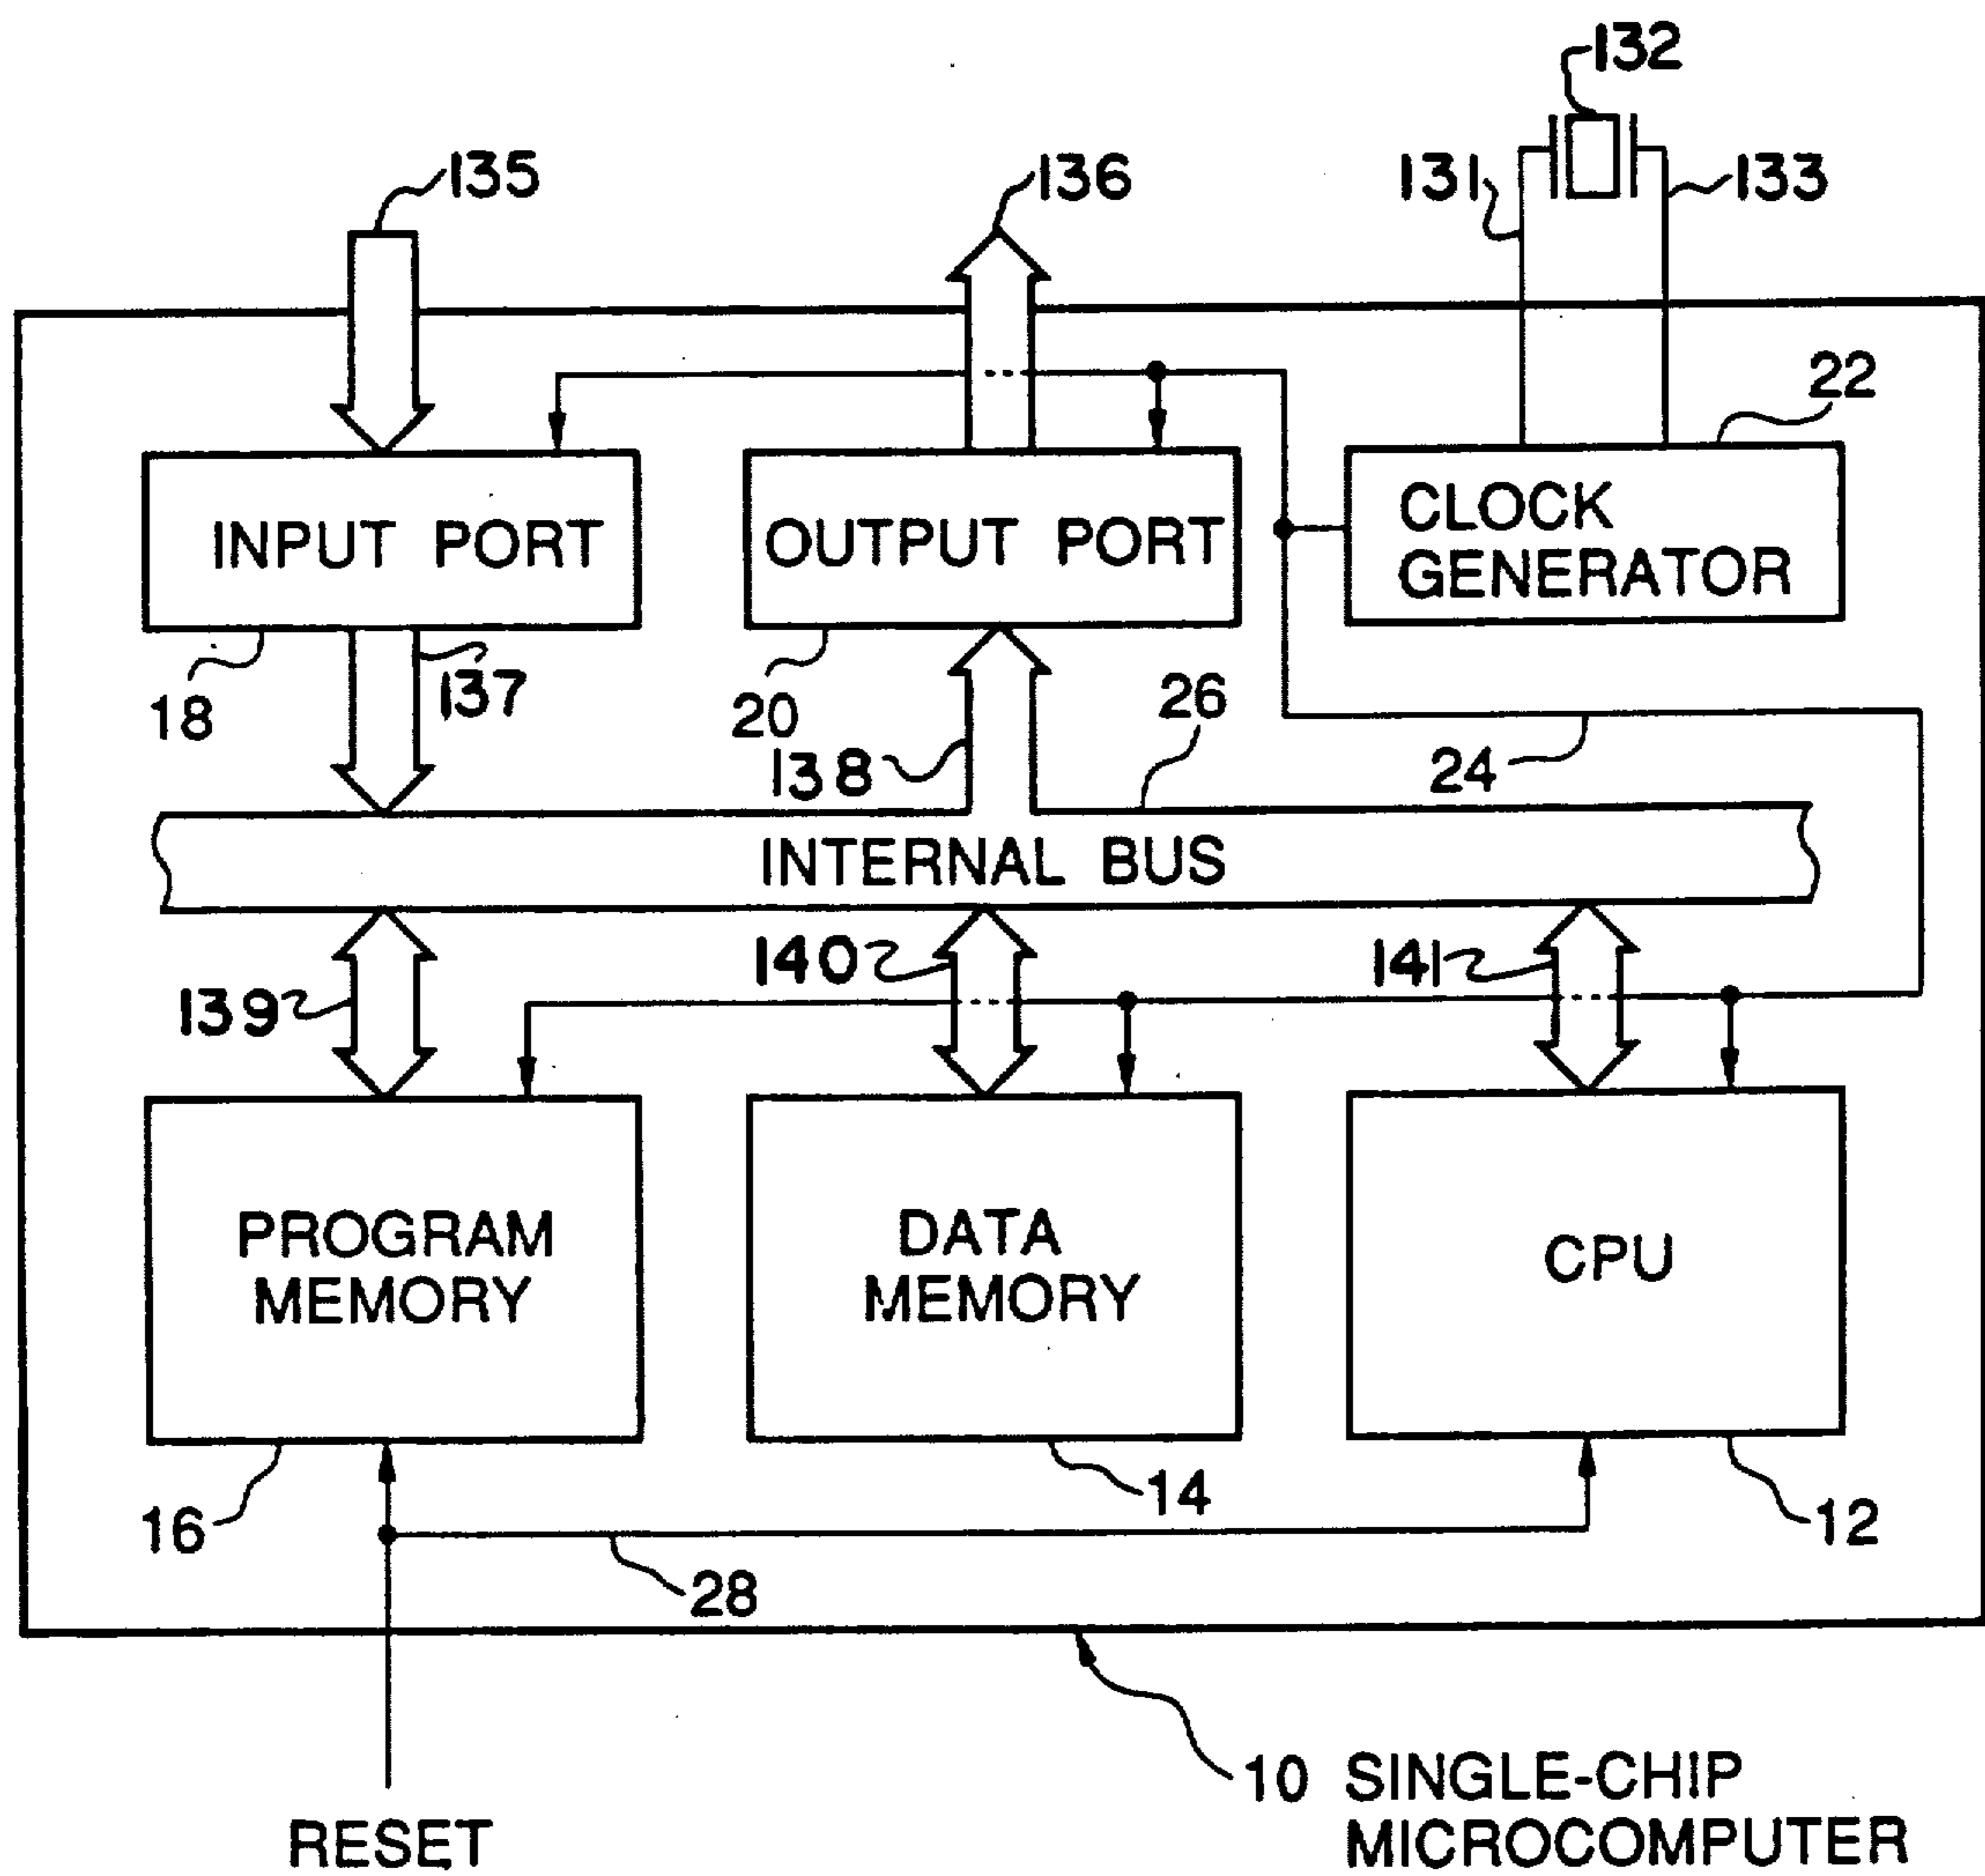 132
135
136
131
133
22
INPUT PORT
OUTPUT PORT
CLOCK
GENERATOR
18
137
20
26
138
24
INTERNAL BUS
139
140
141
PROGRAM
MEMORY
DATA
MEMORY
CPU
16
14
12
28
10 SINGLE-CHIP
MICROCOMPUTER
RESET